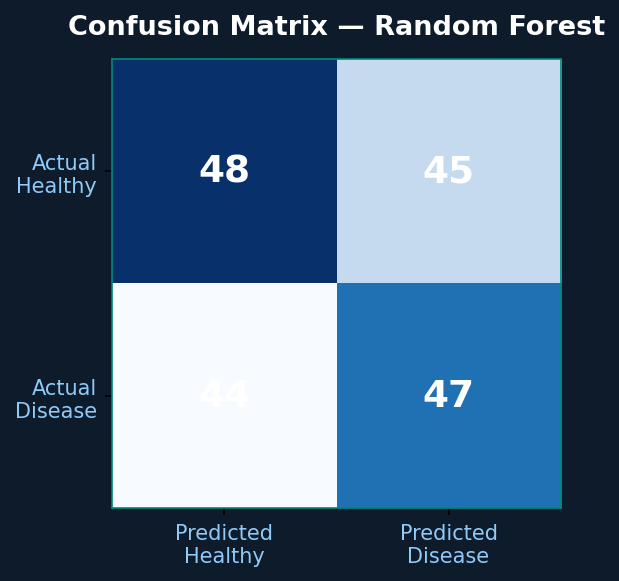 Confusion Matrix — Random Forest
Actual
Healthy
48
45
Actual
Disease
44
47
Predicted
Healthy
Predicted
Disease